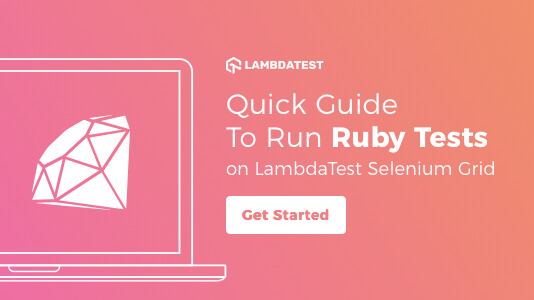 LAMBDATEST
Quick Guide
To Run Ruby Tests
on LambdaTest Selenium Grid
Get Started